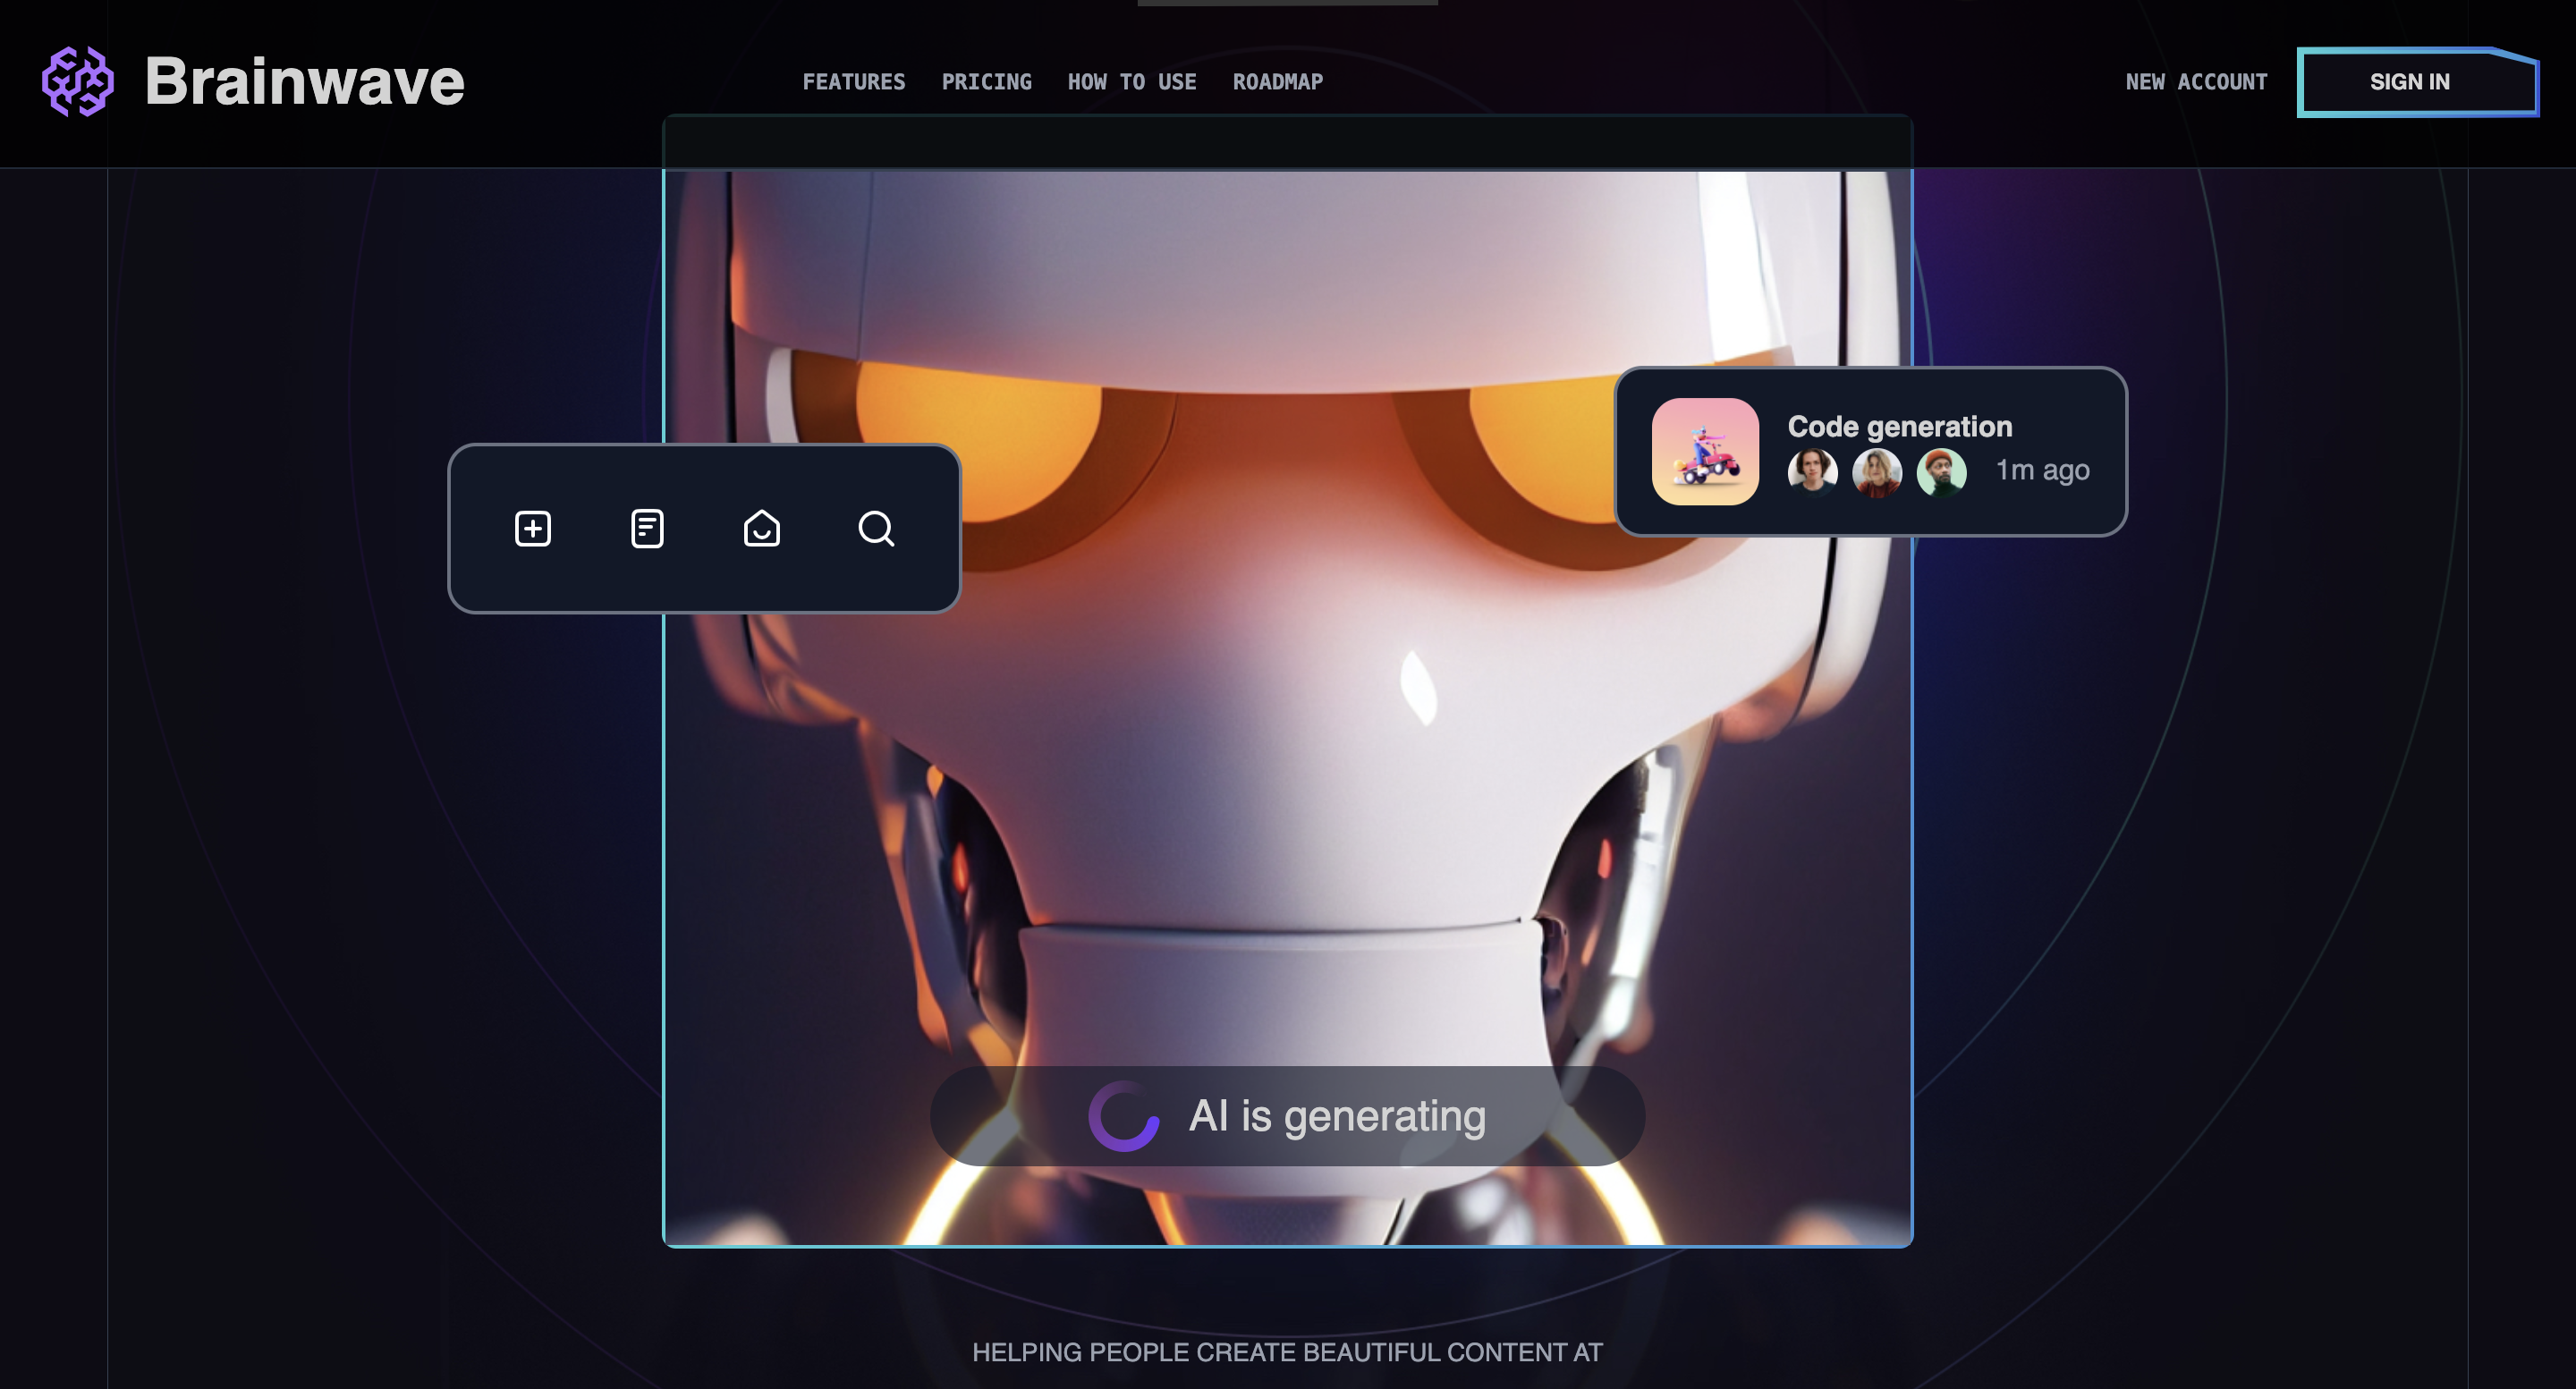 Brainwave
FEATURES PRICING HOW TO USE ROADMAP
NEW ACCOUNT
SIGN IN
Code generation
1m ago
AI is generating
HELPING PEOPLE CREATE BEAUTIFUL CONTENT AT